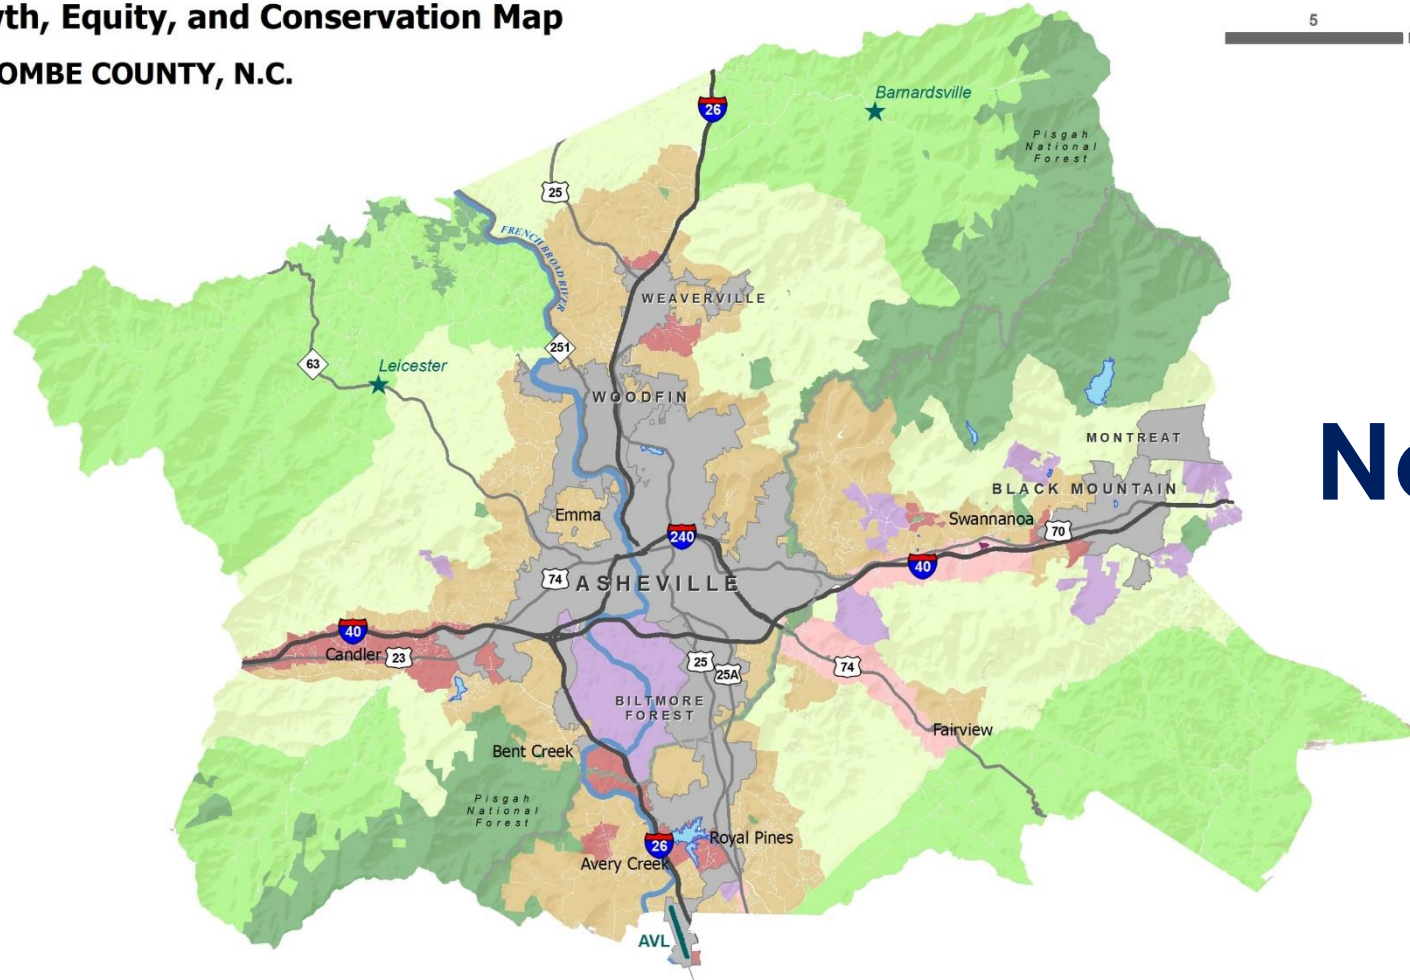 wth, Equity, and Conservation Map
OMBE COUNTY, N.C.
5
26
Barnardsville
Pisgah
National
Forest
25
FRENCH BROAD RIVER
WEAVERVILLE
251
63
Leicester
WOODFIN
MONTREAT
No
BLACK MOUNTAIN
Emma
Swannanoa
70
240
40
74
ASHEVILLE
40
Candler
23
25
25A
74
BILTMORE
FOREST
Fairview
Bent Creek
Pisgah
National
Forest
26
Royal Pines
Avery Creek
AVL